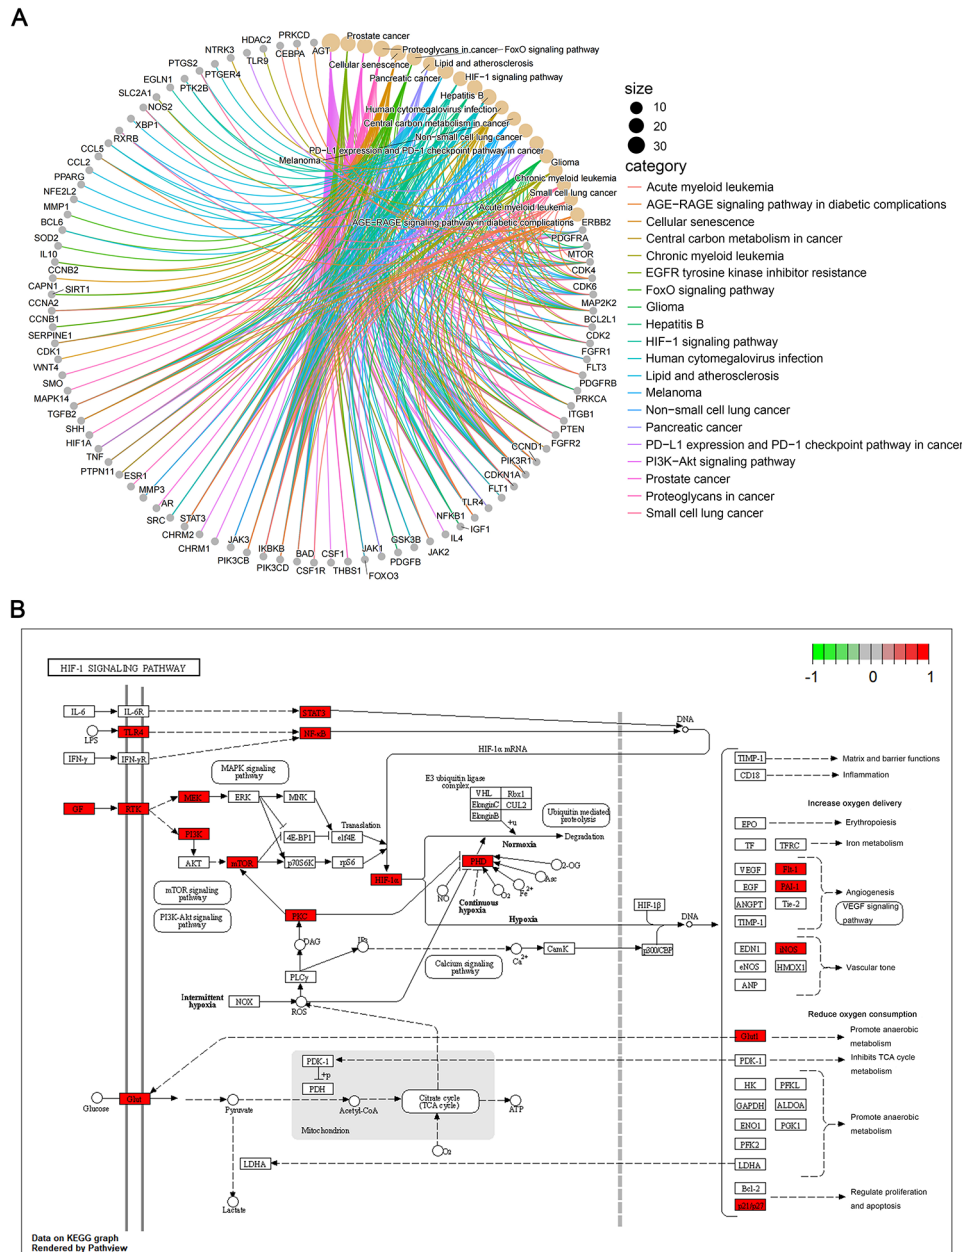 A
Prostate cancer
Proteoglycans in cancer
FoxO signaling pathway
Cellular senescence
Lipid and atherosclerosis
Pancreatic cancer
HIF−1 signaling pathway
Hepatitis B
Human cytomegalovirus infection
Central carbon metabolism in cancer
Non−small cell lung cancer
PD−L1 expression and PD−1 checkpoint pathway in cancer
Melanoma
Glioma
Chronic myeloid leukemia
Small cell lung cancer
Acute myeloid leukemia
AGE−RAGE signaling pathway in diabetic complications
ERBB2
PDGFRA
MTOR
CDK4
CDK6
MAP2K2
BCL2L1
CDK2
FGFR1
FLT3
PDGFRB
PRKCA
ITGB1
PTEN
FGFR2
CCND1
PIK3R1
CDKN1A
FLT1
TLR4
IGF1
NFKB1
IL4
JAK2
GSK3B
PDGFB
JAK1
FOXO3
THBS1
CSF1
CSF1R
BAD
PIK3CD
IKBKB
PIK3CB
JAK3
CHRM1
CHRM2
STAT3
SRC
AR
MMP3
ESR1
PTPN11
TNF
HIF1A
SHH
TGFB2
MAPK14
SMO
WNT4
CDK1
SERPINE1
CCNB1
CCNA2
SIRT1
CAPN1
CCNB2
IL10
SOD2
BCL6
MMP1
NFE2L2
PPARG
CCL2
CCL5
RXRB
XBP1
NOS2
SLC2A1
EGLN1
PTK2B
PTGS2
PTGER4
NTRK3
TLR9
HDAC2
CEBPA
PRKCD
AGT
size
10
20
30
category
Acute myeloid leukemia
AGE−RAGE signaling pathway in diabetic complications
Cellular senescence
Central carbon metabolism in cancer
Chronic myeloid leukemia
EGFR tyrosine kinase inhibitor resistance
FoxO signaling pathway
Glioma
Hepatitis B
HIF−1 signaling pathway
Human cytomegalovirus infection
Lipid and atherosclerosis
Melanoma
Non−small cell lung cancer
Pancreatic cancer
PD−L1 expression and PD−1 checkpoint pathway in cancer
PI3K−Akt signaling pathway
Prostate cancer
Proteoglycans in cancer
Small cell lung cancer
B
HIF-1 SIGNALING PATHWAY
-1 0 1
IL-6
IL-6R
STAT3
LPS
TLR4
NF-κB
IFN-γ
IFN-γR
DNA
HIF-1α mRNA
MAPK signaling
pathway
GF
RTK
MEK
ERK
MNK
PI3K
4E-BP1
eIF4E
Translation
AKT
mTOR
p70S6K
rpS6
HIF-1α
mTOR signaling
pathway
PI3K-Akt signaling
pathway
E3 ubiquitin ligase
complex
VHL
Rbx1
ElonginC
CUL2
ElonginB
+u
Ubiquitin mediated
proteolysis
Degradation
Normoxia
PHD
2-OG
Asc
Fe2+
O2
NO
Continuous
hypoxia
Hypoxia
PKC
DAG
IP3
PLCγ
Ca2+
CamK
Calcium signaling
pathway
Intermittent
hypoxia
NOX
ROS
HIF-1β
DNA
p300/CBP
TIMP-1
Matrix and barrier functions
CD18
Inflammation
Increase oxygen delivery
EPO
Erythropoiesis
TF
TFRC
Iron metabolism
VEGF
Flt-1
EGF
PAI-1
Angiogenesis
ANGPT
Tie-2
VEGF signaling
pathway
TIMP-1
EDN1
iNOS
eNOS
HMOX1
Vascular tone
ANP
Reduce oxygen consumption
Glut1
Promote anaerobic
metabolism
PDK-1
Inhibits TCA cycle
metabolism
HK
PFKL
GAPDH
ALDOA
Promote anaerobic
metabolism
ENO1
PGK1
PFK2
LDHA
Bcl-2
Regulate proliferation
and apoptosis
p21/p27
PDK-1
+p
PDH
Glucose
Glut
Pyruvate
Acetyl-CoA
Citrate cycle
(TCA cycle)
ATP
Mitochondrion
O2
LDHA
Lactate
Data on KEGG graph
Rendered by Pathview